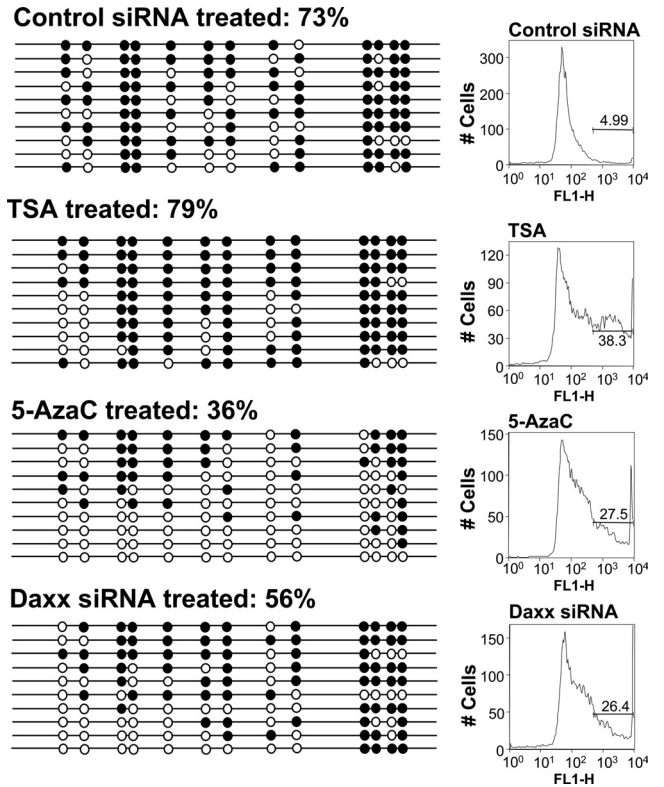 Control siRNA treated: 73%
Control siRNA
# Cells
300
200
100
0
4.99
10^0 10^1 10^2 10^3 10^4
FL1-H
TSA treated: 79%
TSA
# Cells
120
90
60
30
0
38.3
10^0 10^1 10^2 10^3 10^4
FL1-H
5-AzaC treated: 36%
5-AzaC
# Cells
150
100
50
0
27.5
10^0 10^1 10^2 10^3 10^4
FL1-H
Daxx siRNA treated: 56%
Daxx siRNA
# Cells
150
100
50
0
26.4
10^0 10^1 10^2 10^3 10^4
FL1-H